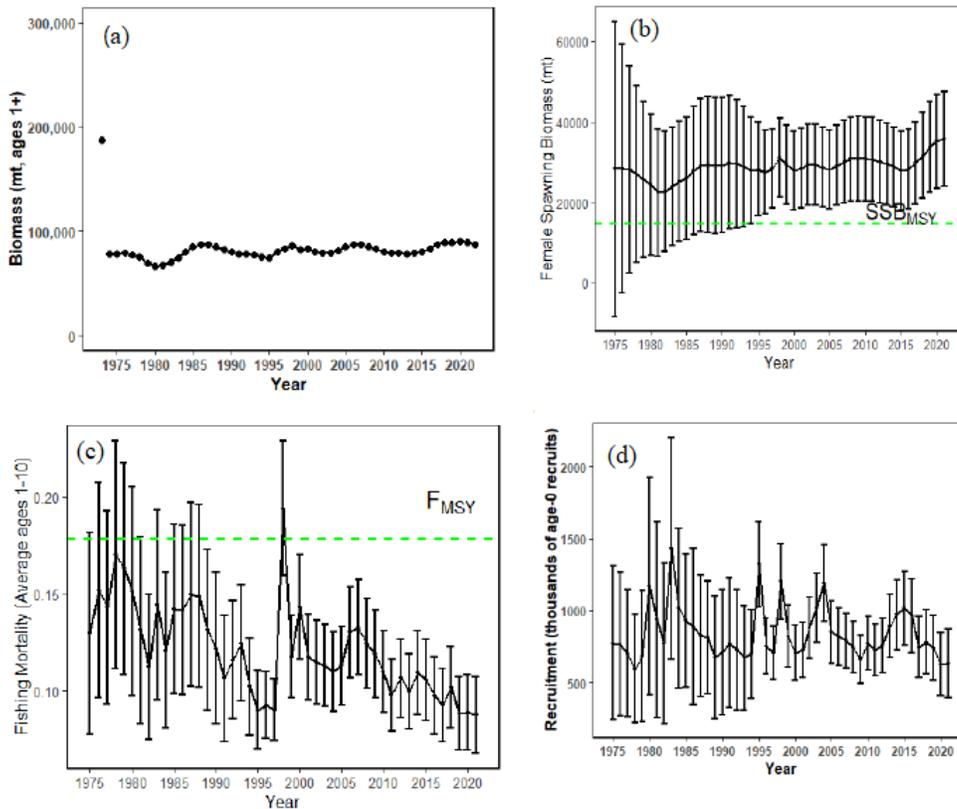 (a)
Biomass (mt, ages 1+)
300,000
200,000
100,000
0
1975 1980 1985 1990 1995 2000 2005 2010 2015 2020
Year
(b)
Female Spawning Biomass (mt)
60000
40000
20000
0
SSBMSY
1975 1980 1985 1990 1995 2000 2005 2010 2015 2020
Year
(c)
Fishing Mortality (Average ages 1-10)
0.20
0.15
0.10
FMSY
1975 1980 1985 1990 1995 2000 2005 2010 2015 2020
Year
(d)
Recruitment (thousands of age-0 recruits)
2000
1500
1000
500
1975 1980 1985 1990 1995 2000 2005 2010 2015 2020
Year